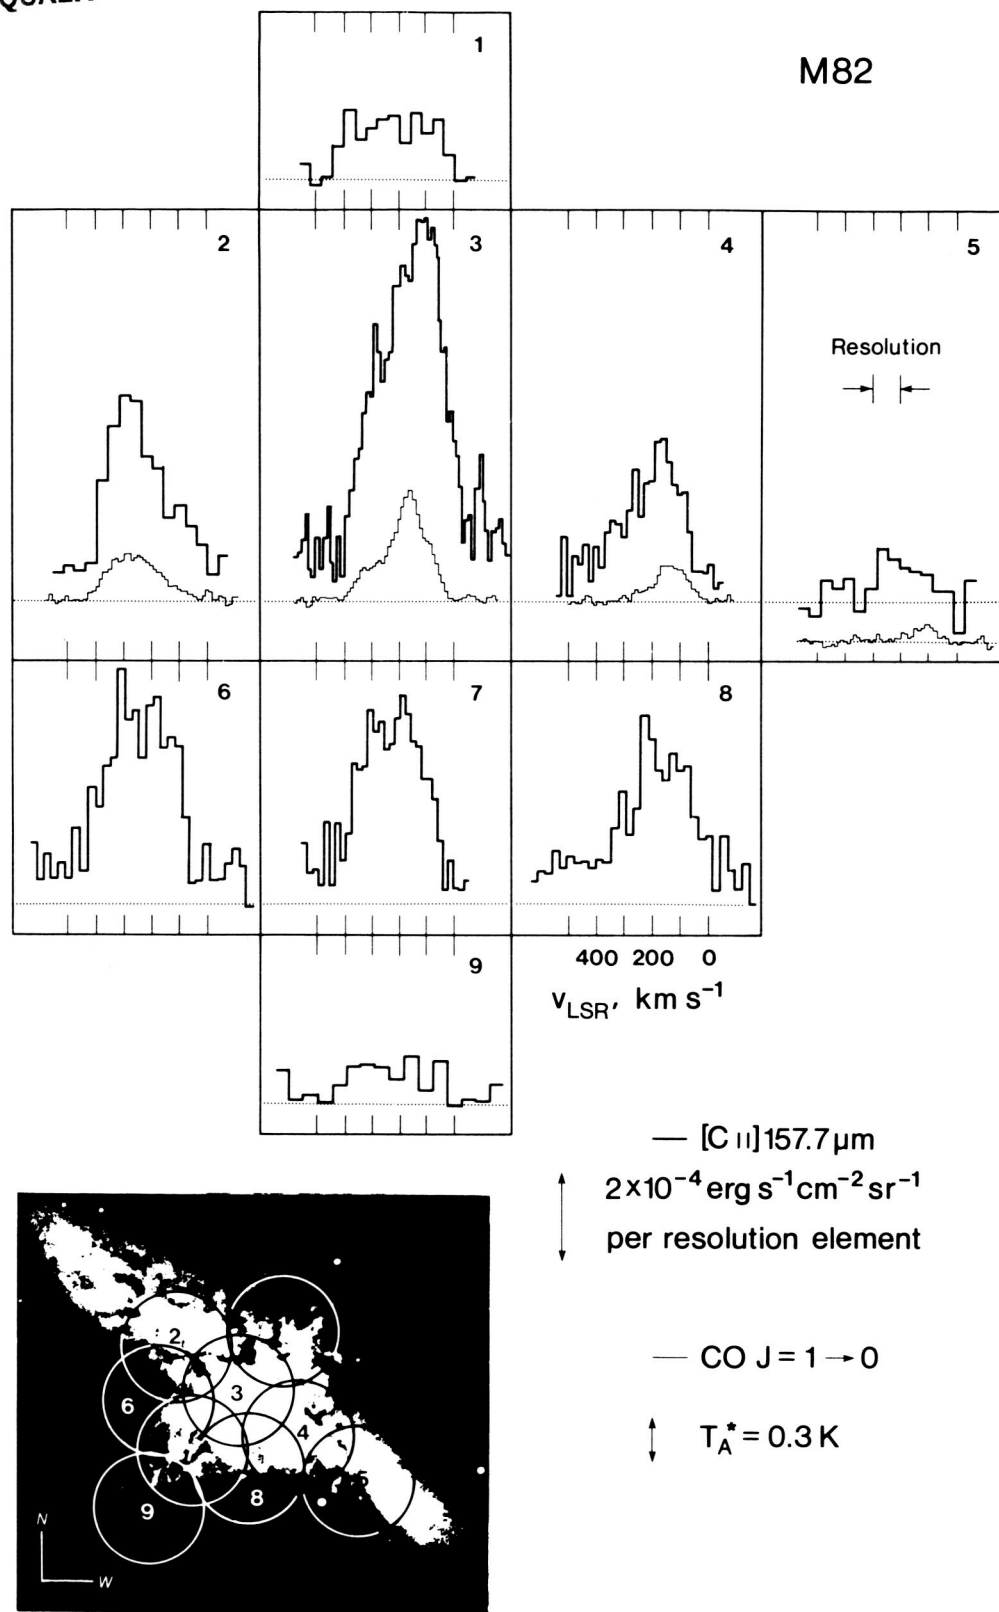 1
M82
2
3
4
5
Resolution
6
7
8
9
400 200 0
vLSR, km s⁻¹
[C II] 157.7 μm
2×10⁻⁴ erg s⁻¹ cm⁻² sr⁻¹
per resolution element
CO J = 1 → 0
T*A = 0.3 K
2
3
6
4
5
8
9
N
W